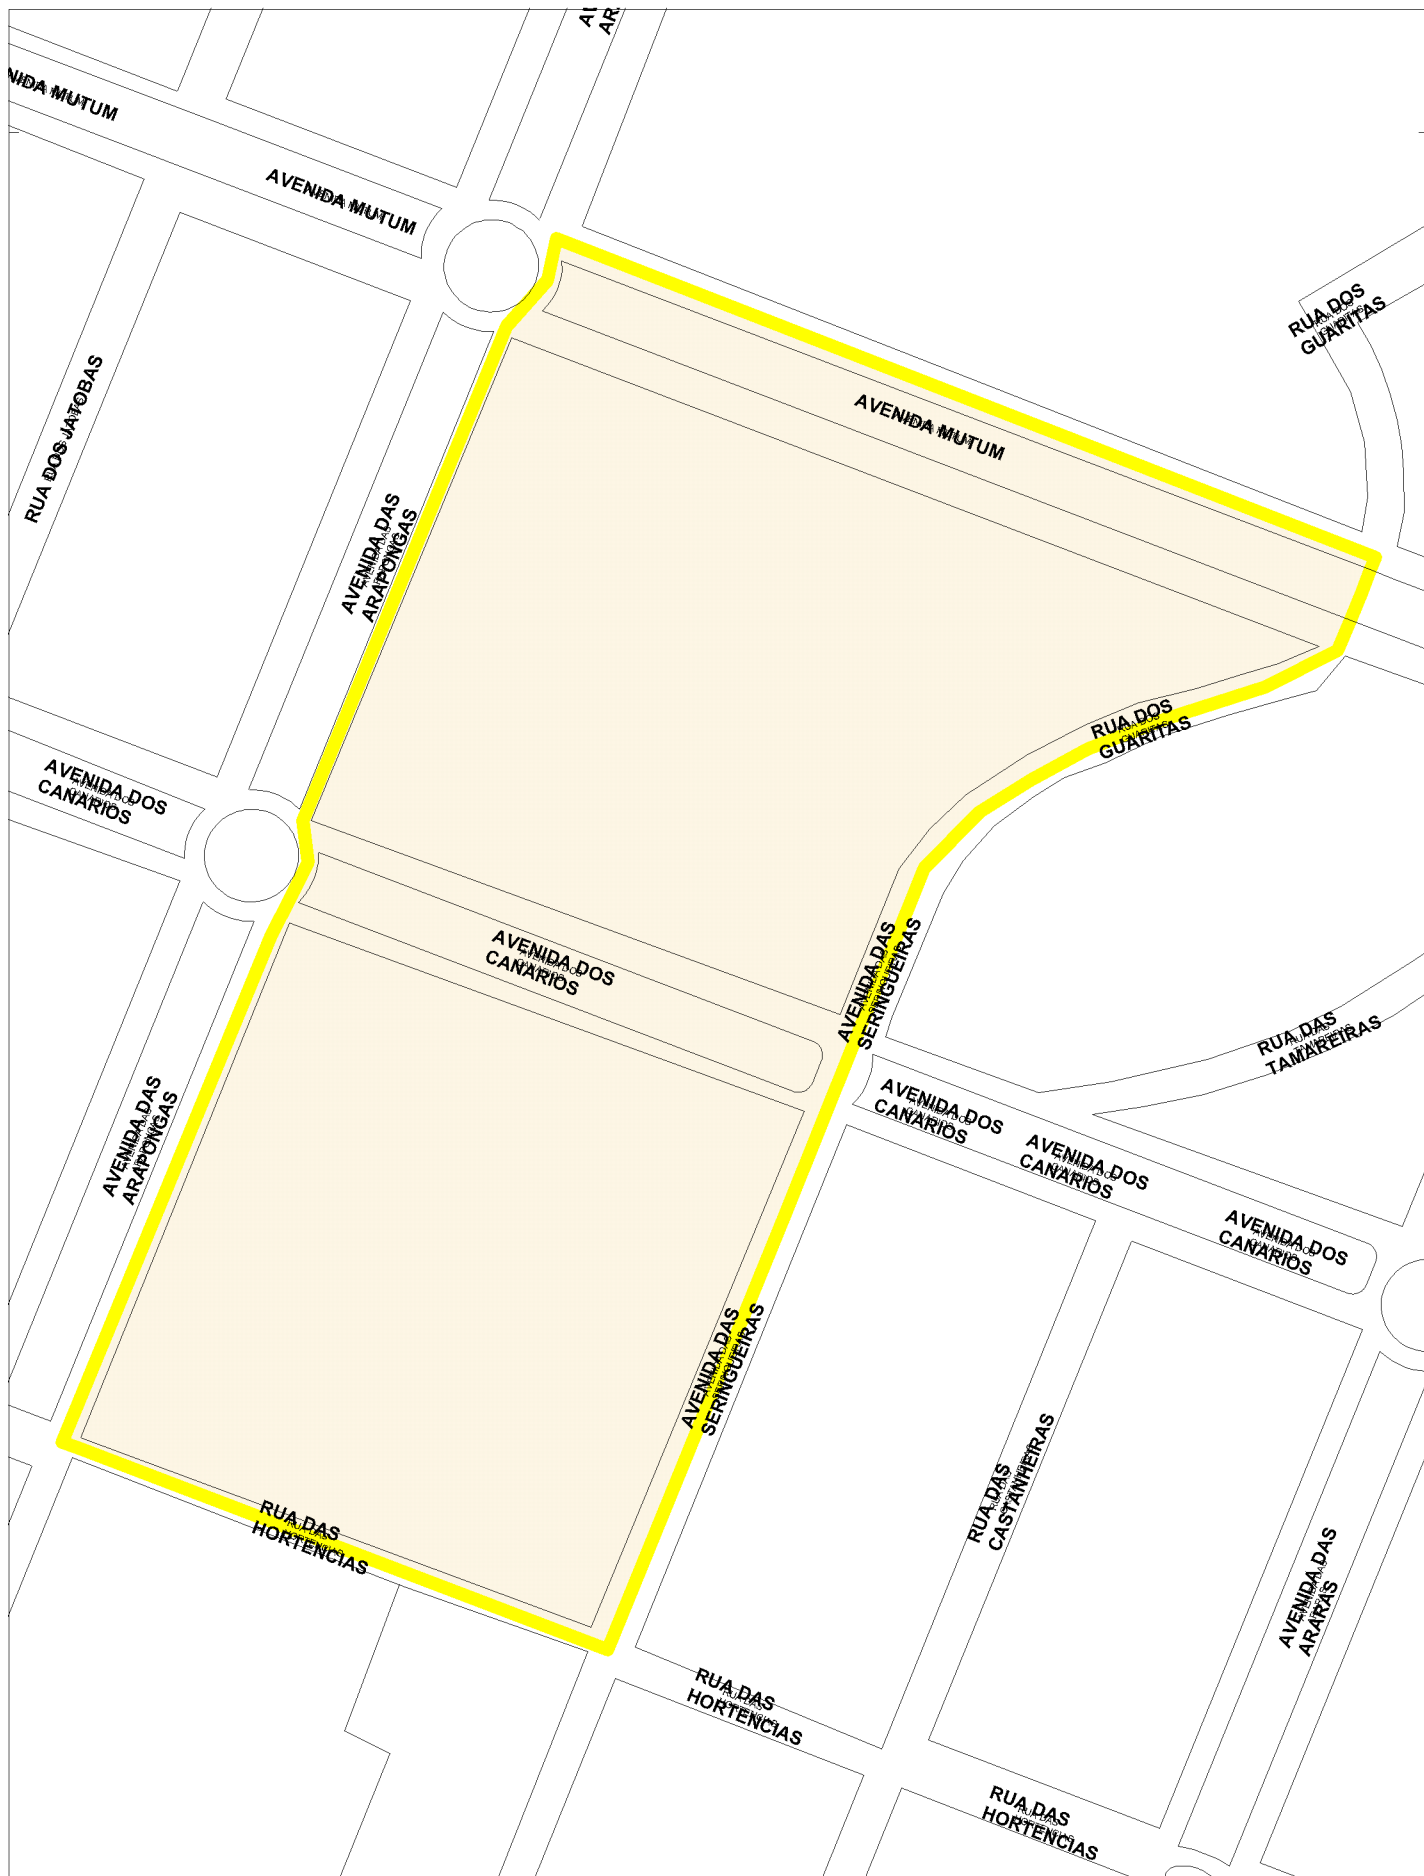 AV
AR
NIDA MUTUM
AVENIDA MUTUM
RUA DOS
GUARITAS
RUA DOS JATOBAS
AVENIDA MUTUM
AVENIDA DAS
ARAPONGAS
RUA DOS
GUARITAS
AVENIDA DOS
CANARIOS
AVENIDA DOS
CANARIOS
AVENIDA DAS
SERINGUEIRAS
RUA DAS
TAMAREIRAS
AVENIDA DOS
CANARIOS
AVENIDA DOS
CANARIOS
AVENIDA DAS
ARAPONGAS
AVENIDA DOS
CANARIOS
AVENIDA DAS
SERINGUEIRAS
RUA DAS
CASTANHEIRAS
RUA DAS
HORTENCIAS
AVENIDA DAS
ARARAS
RUA DAS
HORTENCIAS
RUA DAS
HORTENCIAS